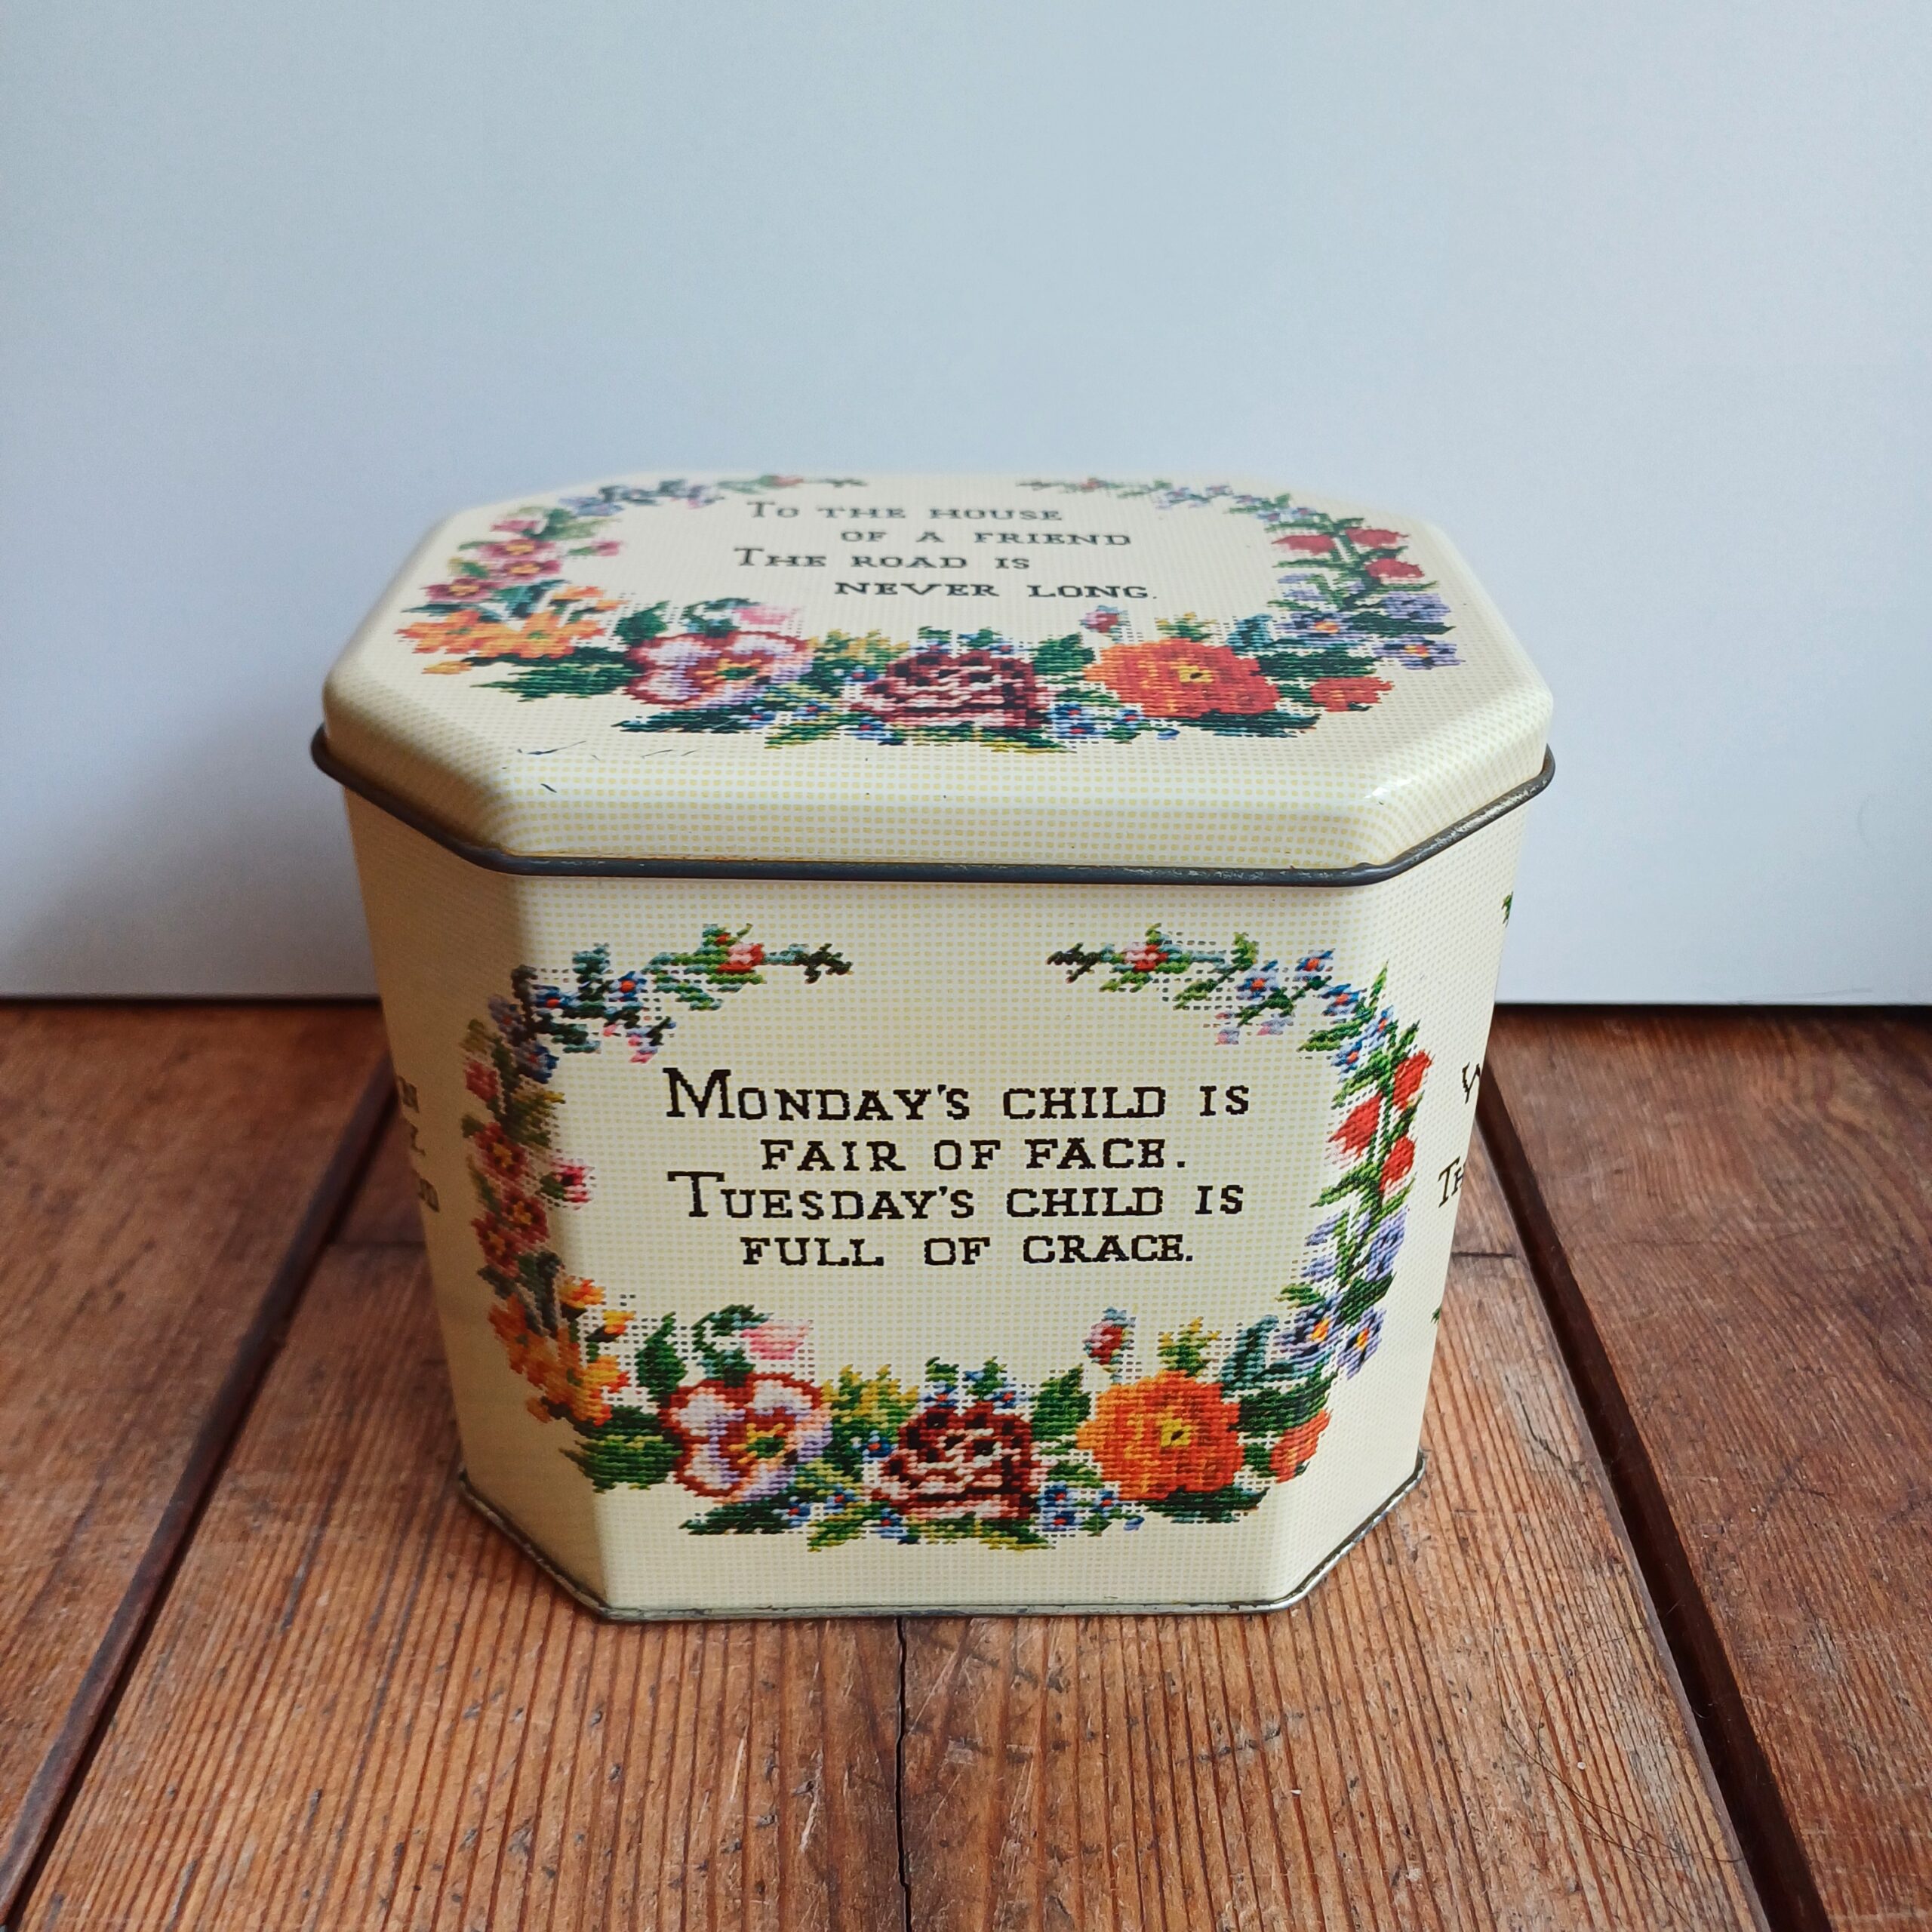 To the house
of a friend
The road is
never long.
Monday's child is
fair of face.
Tuesday's child is
full of grace.